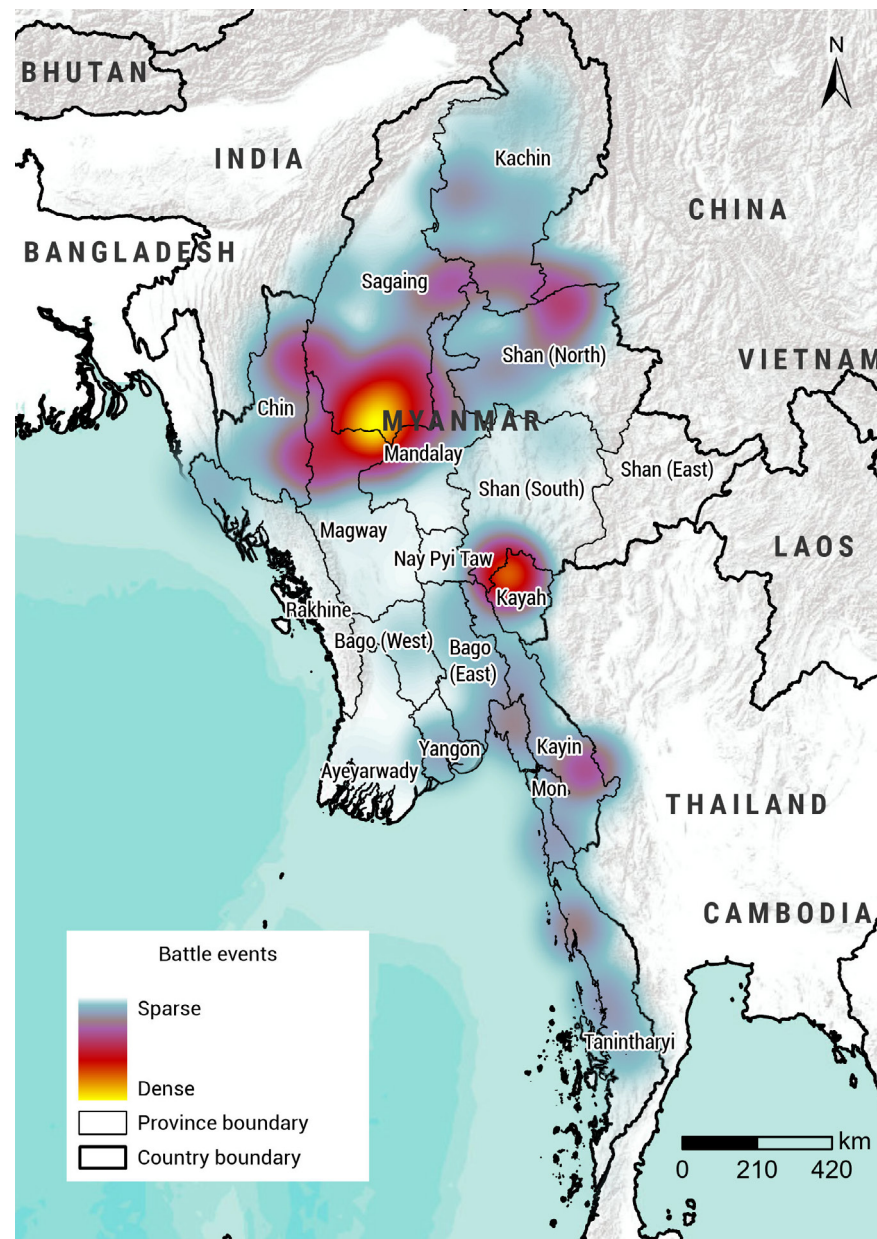 N
BHUTAN
INDIA
Kachin
CHINA
BANGLADESH
Sagaing
VIETNAM
Shan (North)
Chin
MYANMAR
Mandalay
Shan (East)
Shan (South)
Magway
Nay Pyi Taw
LAOS
Kayah
Rakhine
Bago (West)
Bago
(East)
Yangon
Kayin
Ayeyarwady
Mon
THAILAND
CAMBODIA
Battle events
Sparse
Dense
Province boundary
Country boundary
Tanintharyi
km
0 210 420